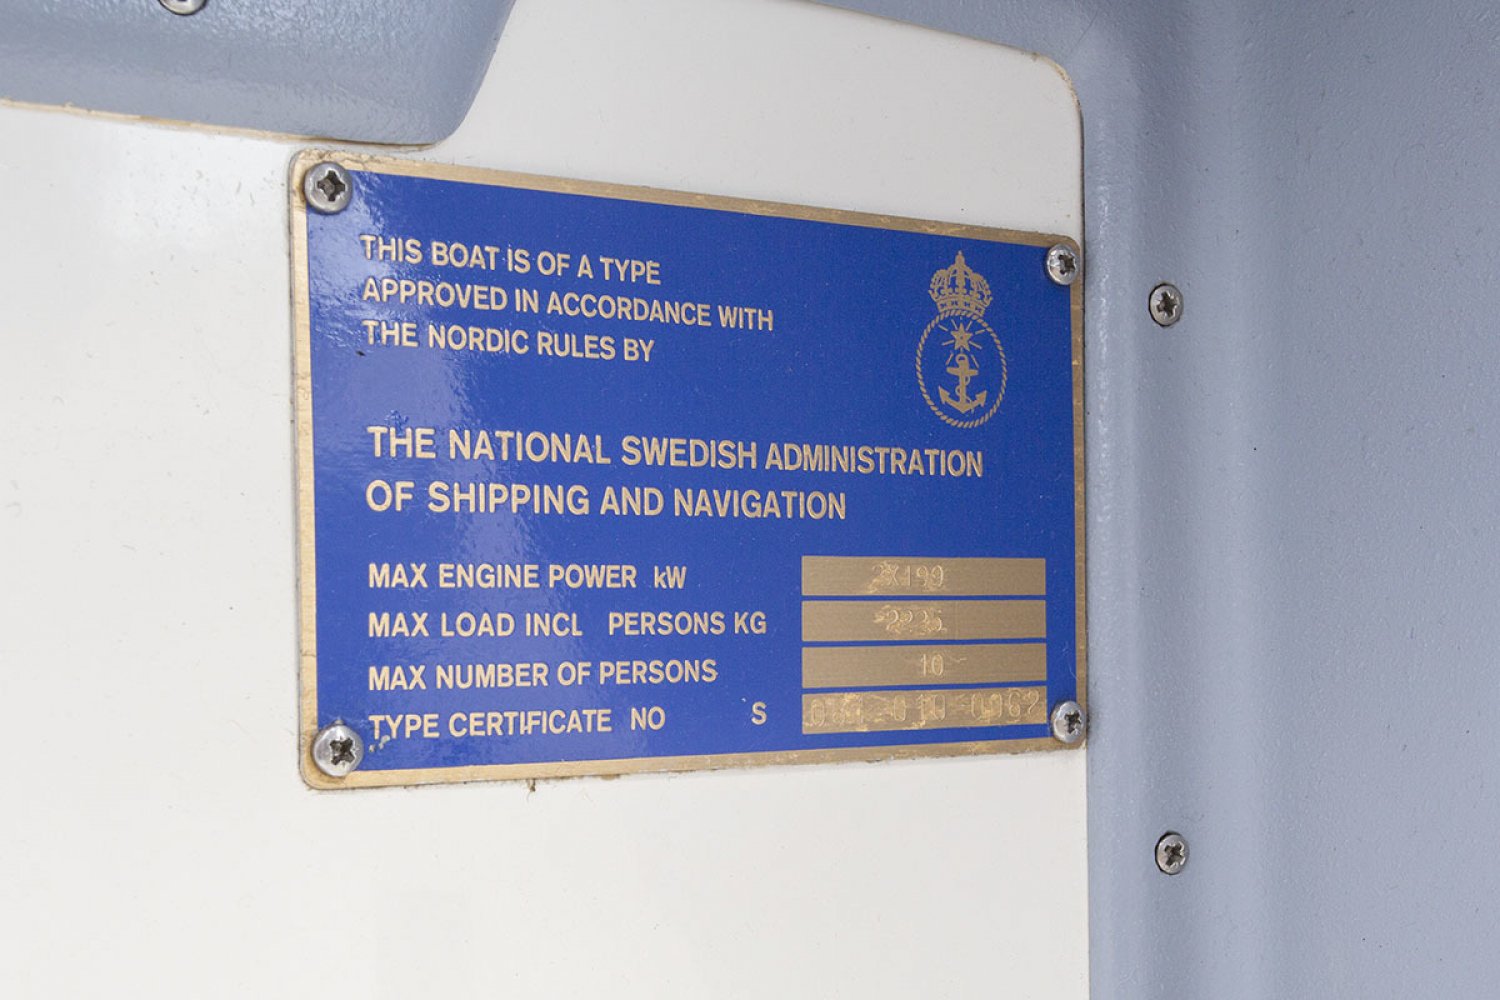 THIS BOAT IS OF A TYPE
APPROVED IN ACCORDANCE WITH
THE NORDIC RULES BY
THE NATIONAL SWEDISH ADMINISTRATION
OF SHIPPING AND NAVIGATION
MAX ENGINE POWER kW 2X199
MAX LOAD INCL PERSONS KG 2225
MAX NUMBER OF PERSONS 10
TYPE CERTIFICATE NO S